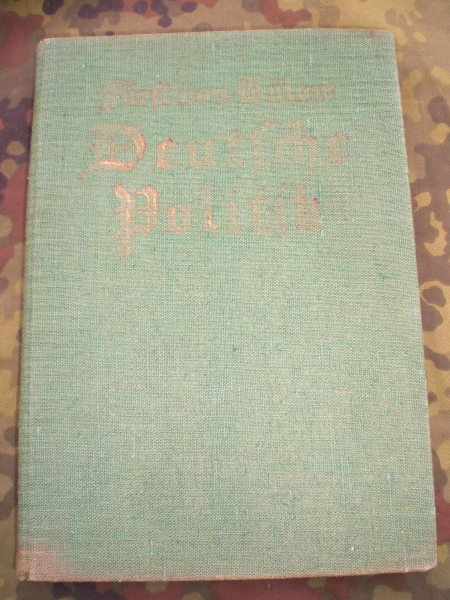 Fürst von Bülow
Deutsche
Politik